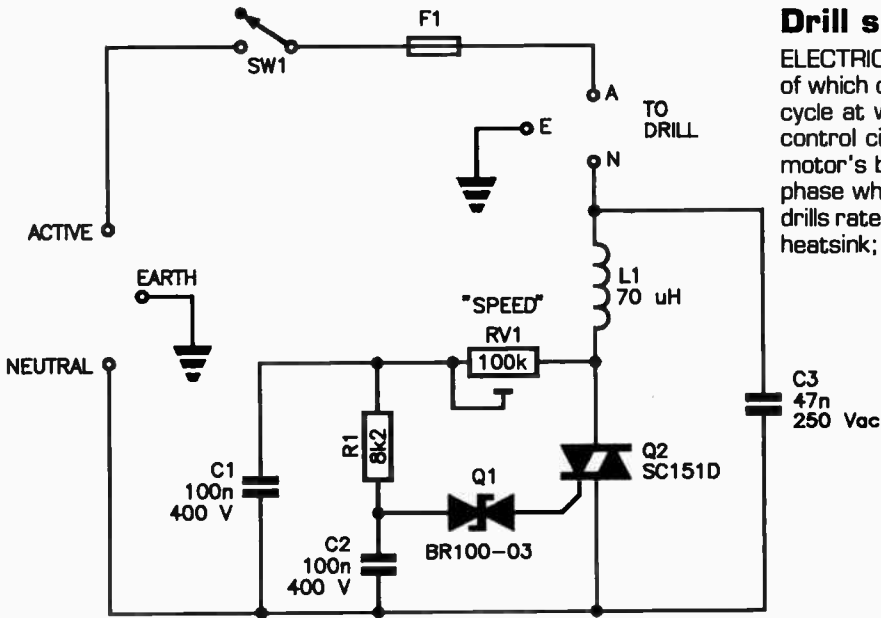 F1
SW1
A
TO
DRILL
E
N
ACTIVE
EARTH
NEUTRAL
L1
70 uH
"SPEED"
RV1
100k
C3
47n
250 Vac
R1
8k2
Q2
SC151D
C1
100n
400 V
Q1
BR100-03
C2
100n
400 V
Drill s
ELECTRIC
of which c
cycle at
control ci
motor's b
phase wh
drills rate
heatsink;